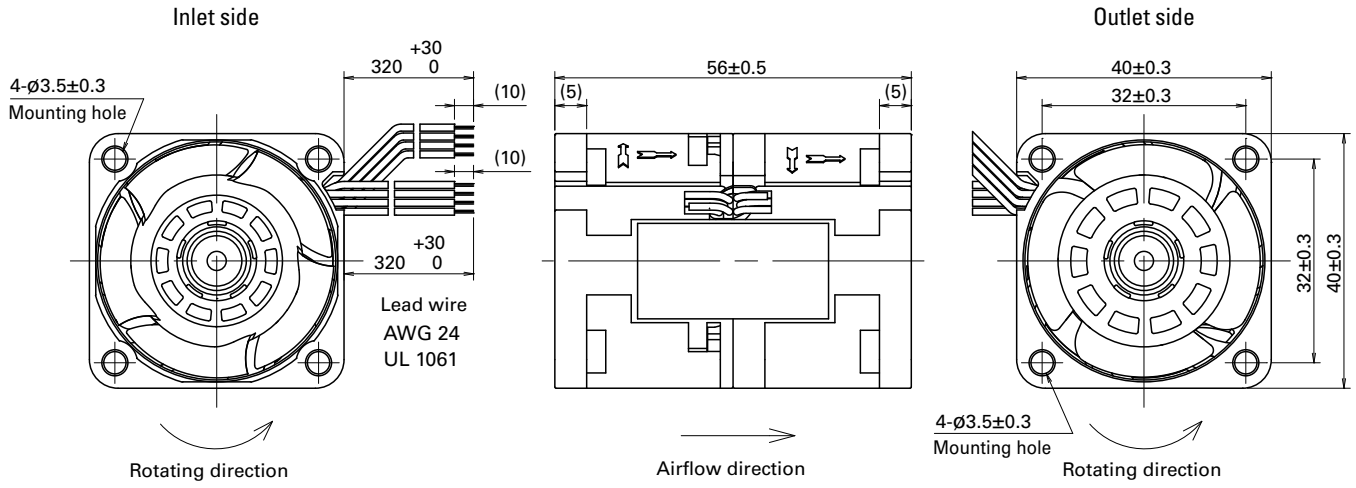 Inlet side
4-ø3.5±0.3
Mounting hole
+30
320 0
(10)
(10)
+30
320 0
Lead wire
AWG 24
UL 1061
Rotating direction
56±0.5
(5)
(5)
Airflow direction
Outlet side
40±0.3
32±0.3
32±0.3
40±0.3
4-ø3.5±0.3
Mounting hole
Rotating direction